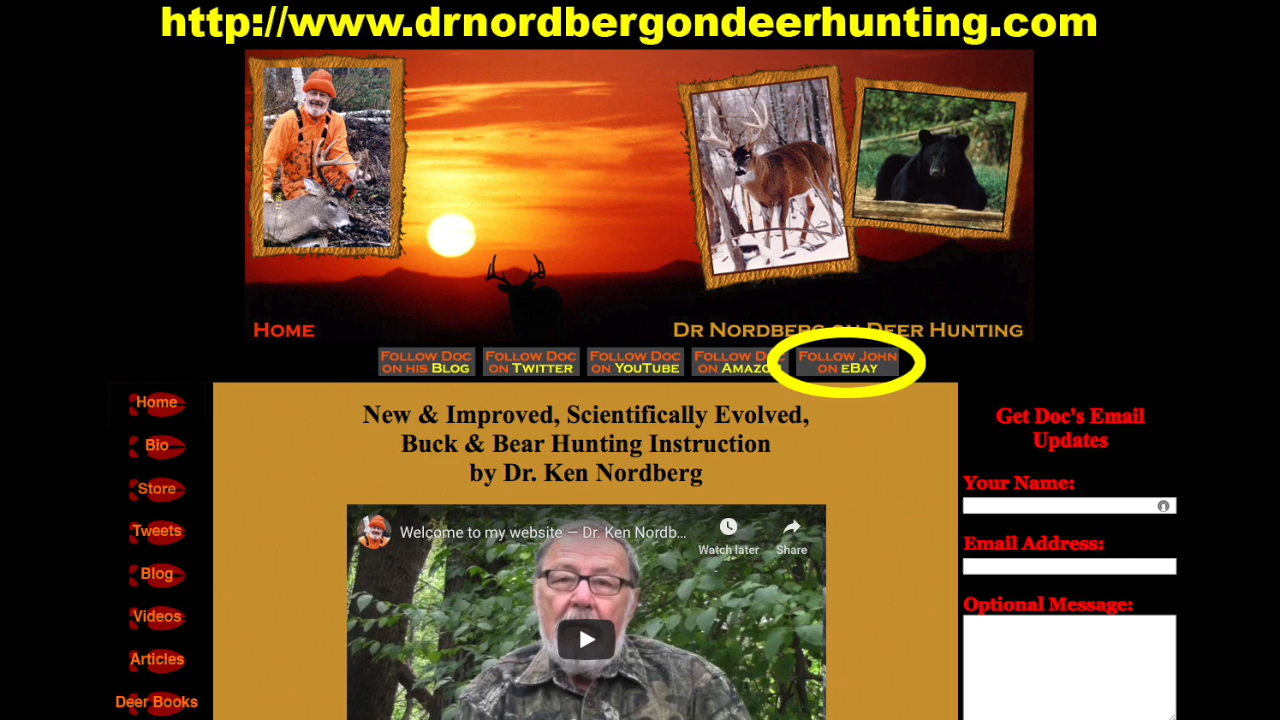 http://www.drnordbergondeerhunting.com
Home
Dr Nordberg on Deer Hunting
Follow Doc
on his Blog
Follow Doc
on Twitter
Follow Doc
on YouTube
Follow Doc
on Amazon
Follow John
on eBay
Home
Bio
Store
Tweets
Blog
Videos
Articles
Deer Books
New & Improved, Scientifically Evolved,
Buck & Bear Hunting Instruction
by Dr. Ken Nordberg
Welcome to my website — Dr. Ken Nordb...
Watch later
Share
Get Doc's Email
Updates
Your Name:
Email Address:
Optional Message: